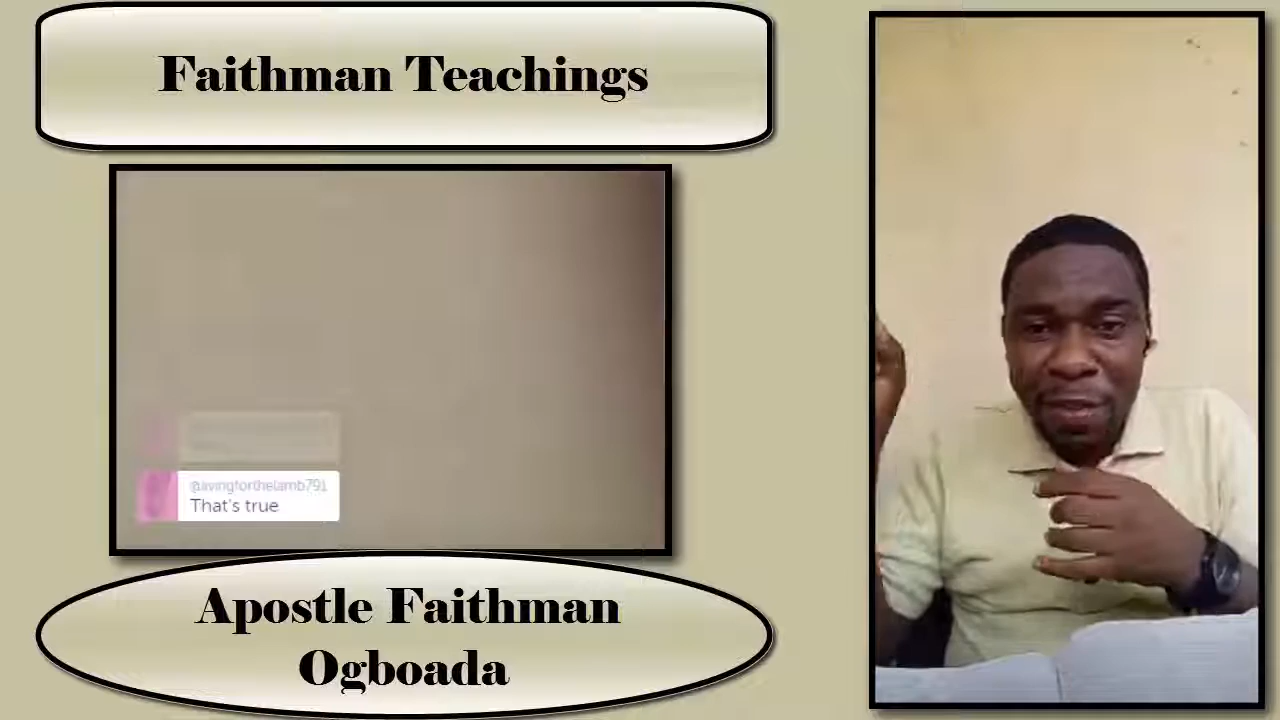 Faithman Teachings
@livingforthelamb791
That's true
Apostle Faithman
Ogboada